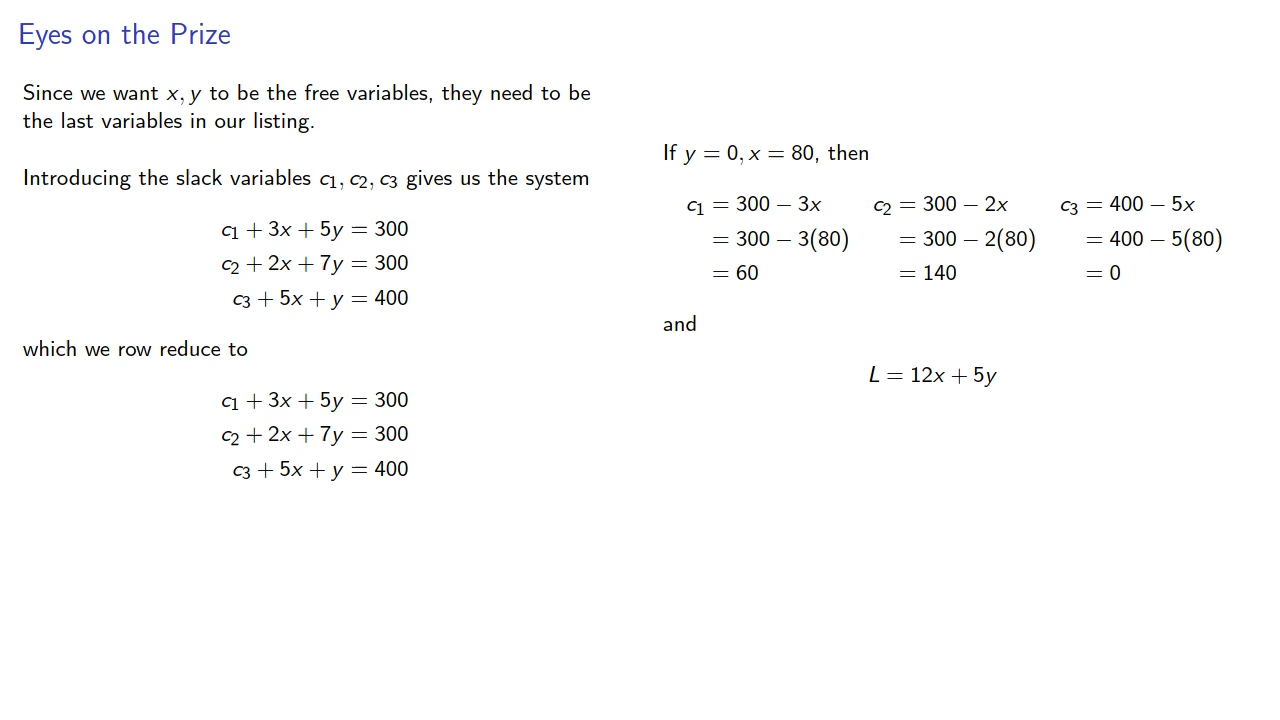 Eyes on the Prize
Since we want x, y to be the free variables, they need to be
the last variables in our listing.
Introducing the slack variables c₁, c₂, c₃ gives us the system
c₁ + 3x + 5y = 300
c₂ + 2x + 7y = 300
c₃ + 5x + y = 400
which we row reduce to
c₁ + 3x + 5y = 300
c₂ + 2x + 7y = 300
c₃ + 5x + y = 400
If y = 0, x = 80, then
c₁ = 300 − 3x c₂ = 300 − 2x c₃ = 400 − 5x
= 300 − 3(80) = 300 − 2(80) = 400 − 5(80)
= 60 = 140 = 0
and
L = 12x + 5y